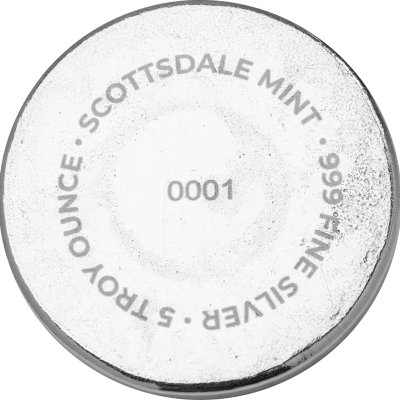 SCOTTSDALE MINT • 999 FINE SILVER • 5 TROY OUNCE •
0001